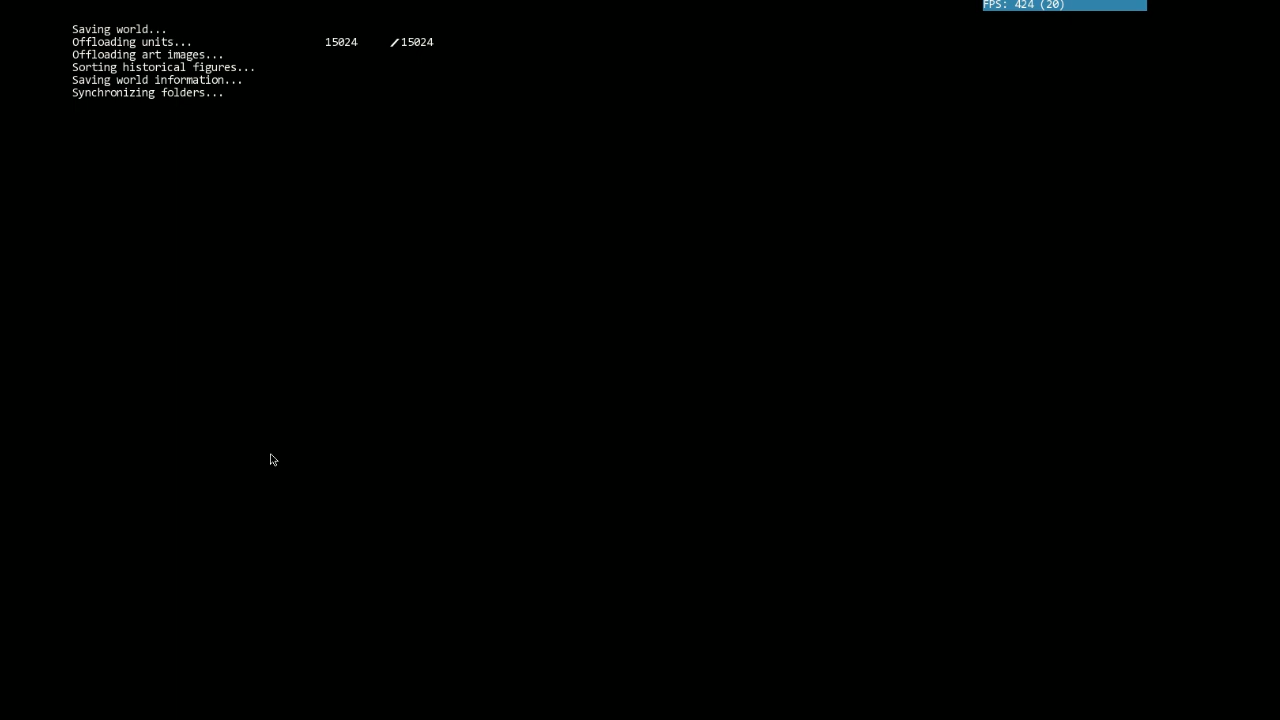 FPS: 424 (20)
Saving world...
Offloading units... 15024 /15024
Offloading art images...
Sorting historical figures...
Saving world information...
Synchronizing folders...